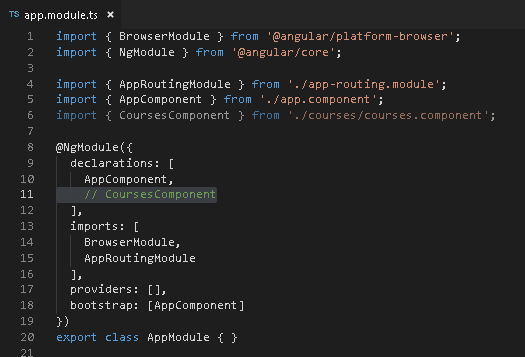 TS app.module.ts ×
1 import { BrowserModule } from '@angular/platform-browser';
2 import { NgModule } from '@angular/core';
3
4 import { AppRoutingModule } from './app-routing.module';
5 import { AppComponent } from './app.component';
6 import { CoursesComponent } from './courses/courses.component';
7
8 @NgModule({
9   declarations: [
10     AppComponent,
11     // CoursesComponent
12   ],
13   imports: [
14     BrowserModule,
15     AppRoutingModule
16   ],
17   providers: [],
18   bootstrap: [AppComponent]
19 })
20 export class AppModule { }
21